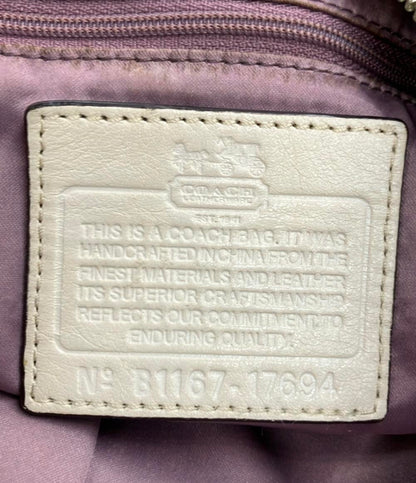 COACH
LEATHERWARE
EST. 1941
THIS IS A COACH BAG. IT WAS
HANDCRAFTED IN CHINA FROM THE
FINEST MATERIALS AND LEATHER
ITS SUPERIOR CRAFTSMANSHIP
REFLECTS OUR COMMITMENT TO
ENDURING QUALITY.
Nº B1167-17694